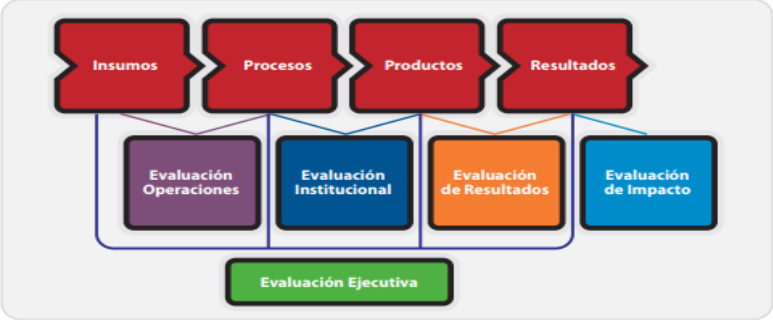 Insumos
Procesos
Productos
Resultados
Evaluación
Operaciones
Evaluación
Institucional
Evaluación
de Resultados
Evaluación
de Impacto
Evaluación Ejecutiva